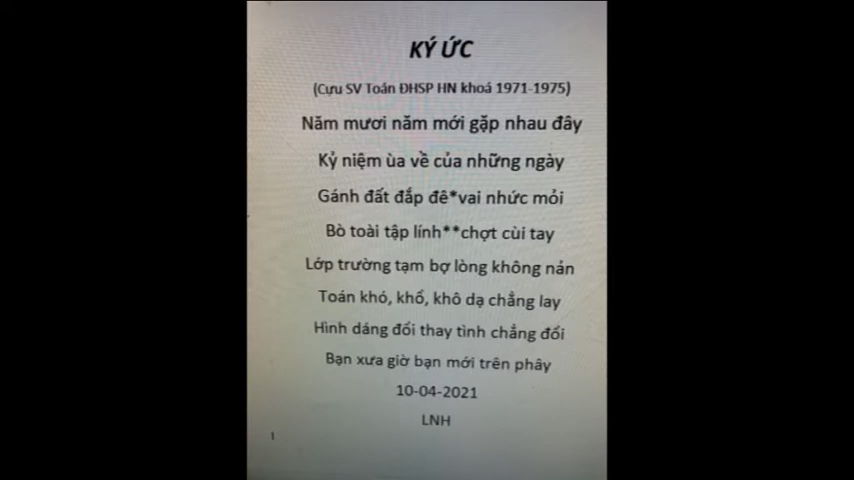 KÝ ỨC
(Cựu SV Toán ĐHSP HN khoá 1971-1975)
Năm mươi năm mới gặp nhau đây
Kỷ niệm ùa về của những ngày
Gánh đất đắp đê*vai nhức mỏi
Bò toài tập lính**chợt cùi tay
Lớp trường tạm bợ lòng không nản
Toán khó, khổ, khô dạ chẳng lay
Hình dáng đổi thay tình chẳng đổi
Bạn xưa giờ bạn mới trên phây
10-04-2021
LNH
1